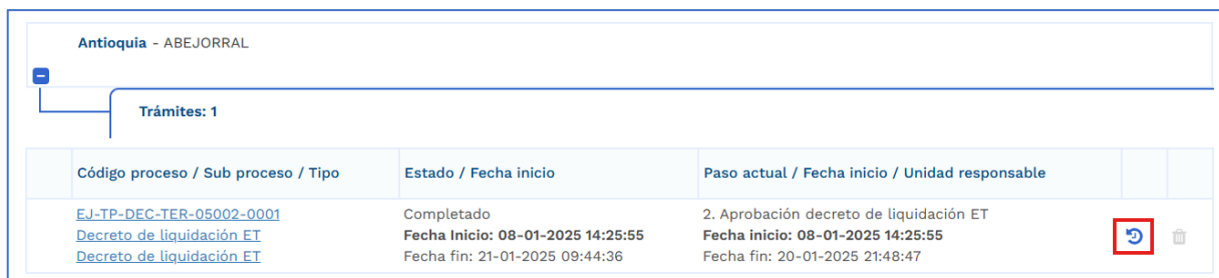 Antioquia - ABEJORRAL
Trámites: 1
Código proceso / Sub proceso / Tipo
Estado / Fecha inicio
Paso actual / Fecha inicio / Unidad responsable
EJ-TP-DEC-TER-05002-0001
Completado
2. Aprobación decreto de liquidación ET
Decreto de liquidación ET
Fecha Inicio: 08-01-2025 14:25:55
Fecha inicio: 08-01-2025 14:25:55
Decreto de liquidación ET
Fecha fin: 21-01-2025 09:44:36
Fecha fin: 20-01-2025 21:48:47